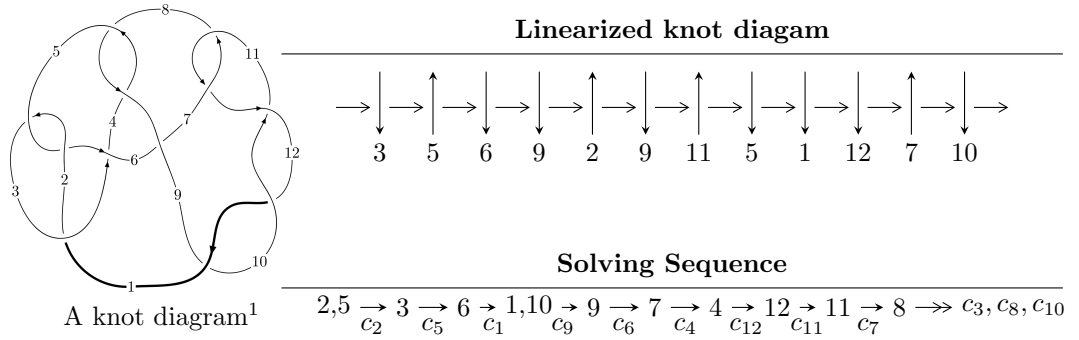 8
5
11
4
7
6
12
2
3
9
10
1
A knot diagram¹
Linearized knot diagam
3 5 6 9 2 9 11 5 1 12 7 10
Solving Sequence
2,5 → 3 → 6 → 1,10 → 9 → 7 → 4 → 12 → 11 → 8 →→ c₃, c₈, c₁₀
c₂ c₅ c₁ c₉ c₆ c₄ c₁₂ c₁₁ c₇